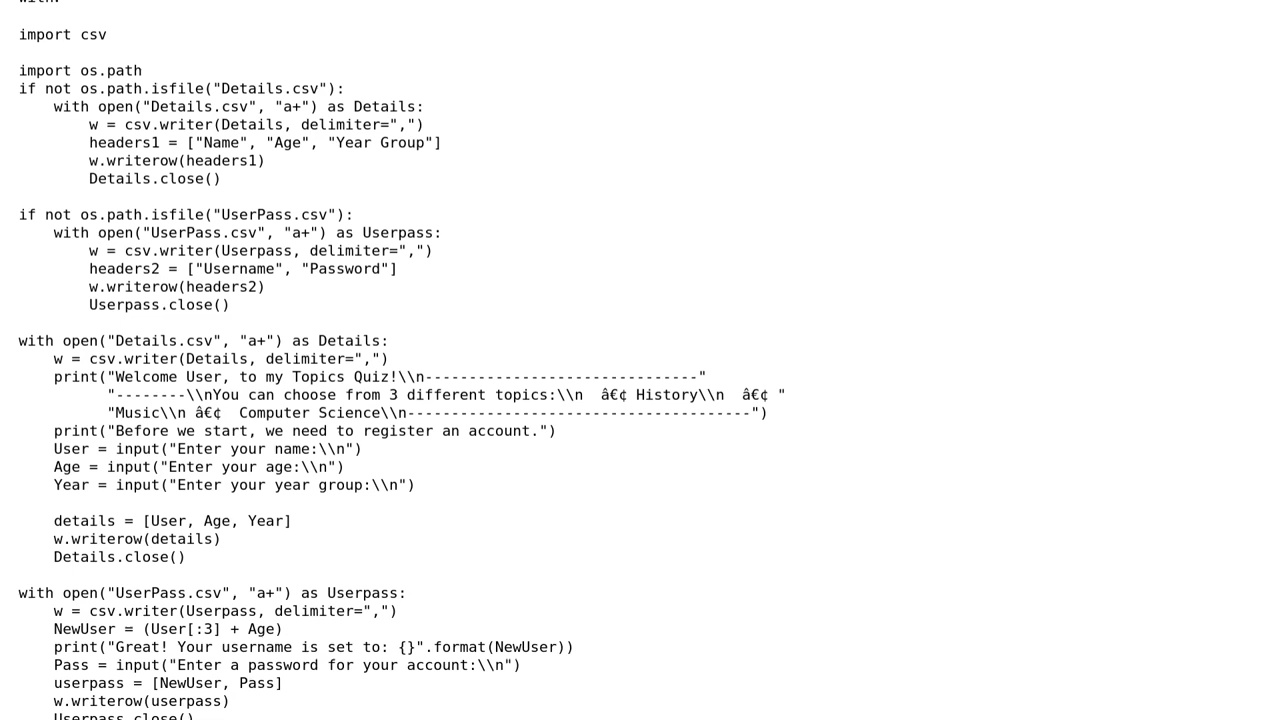 with.

import csv

import os.path
if not os.path.isfile("Details.csv"):
    with open("Details.csv", "a+") as Details:
        w = csv.writer(Details, delimiter=",")
        headers1 = ["Name", "Age", "Year Group"]
        w.writerow(headers1)
        Details.close()

if not os.path.isfile("UserPass.csv"):
    with open("UserPass.csv", "a+") as Userpass:
        w = csv.writer(Userpass, delimiter=",")
        headers2 = ["Username", "Password"]
        w.writerow(headers2)
        Userpass.close()

with open("Details.csv", "a+") as Details:
    w = csv.writer(Details, delimiter=",")
    print("Welcome User, to my Topics Quiz!\\n-------------------------------"
          "--------\\nYou can choose from 3 different topics:\\n  â€¢ History\\n  â€¢ "
          "Music\\n â€¢  Computer Science\\n---------------------------------------")
    print("Before we start, we need to register an account.")
    User = input("Enter your name:\\n")
    Age = input("Enter your age:\\n")
    Year = input("Enter your year group:\\n")

    details = [User, Age, Year]
    w.writerow(details)
    Details.close()

with open("UserPass.csv", "a+") as Userpass:
    w = csv.writer(Userpass, delimiter=",")
    NewUser = (User[:3] + Age)
    print("Great! Your username is set to: {}".format(NewUser))
    Pass = input("Enter a password for your account:\\n")
    userpass = [NewUser, Pass]
    w.writerow(userpass)
    Userpass.close()